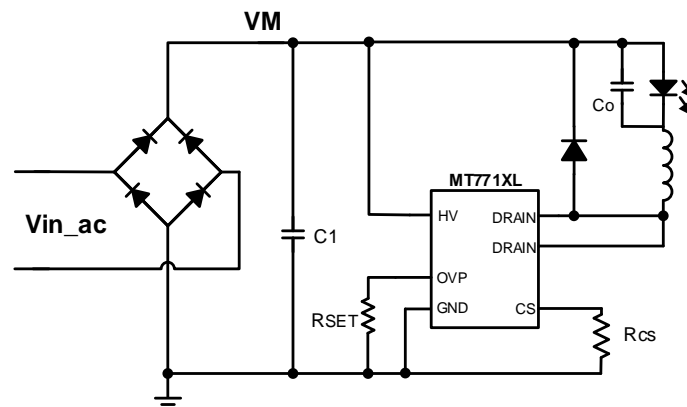 VM
Co
MT771XL
HV
DRAIN
Vin_ac
C1
DRAIN
OVP
RSET
GND
CS
Rcs